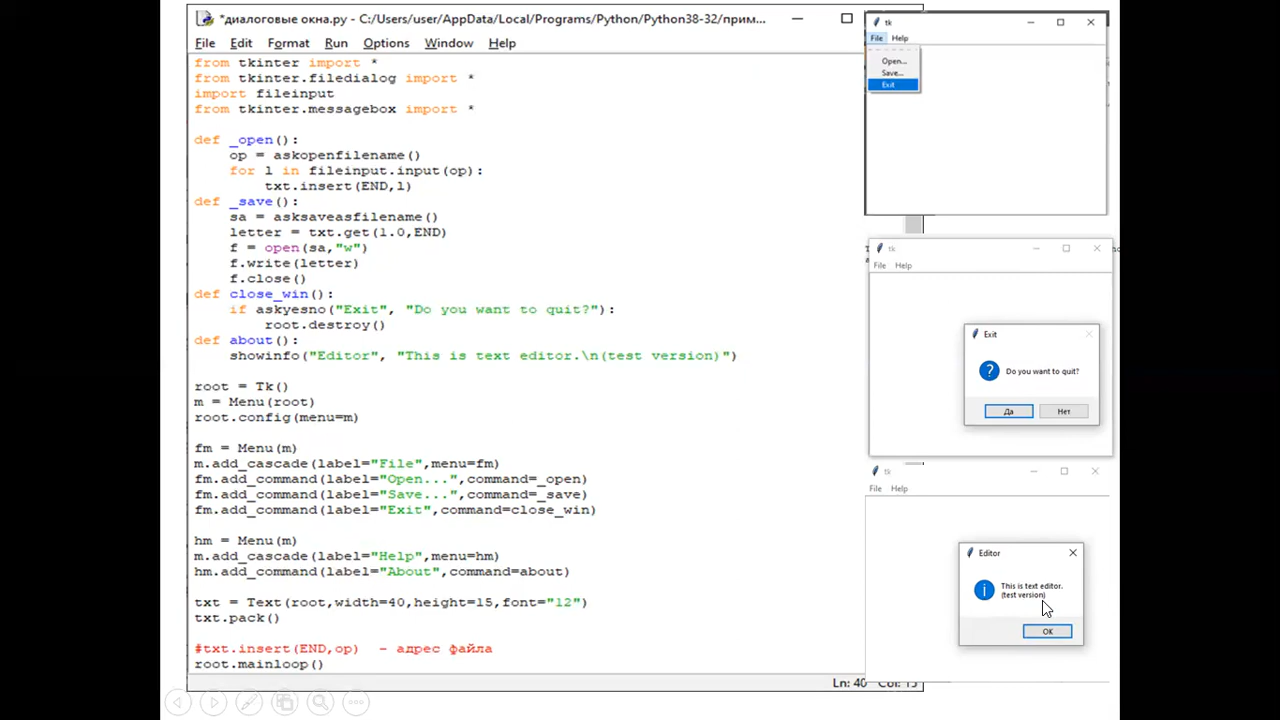 *диалоговые окна.py - C:/Users/user/AppData/Local/Programs/Python/Python38-32/прим...
File Edit Format Run Options Window Help
from tkinter import *
from tkinter.filedialog import *
import fileinput
from tkinter.messagebox import *
def _open():
op = askopenfilename()
for l in fileinput.input(op):
txt.insert(END,l)
def _save():
sa = asksaveasfilename()
letter = txt.get(1.0,END)
f = open(sa,"w")
f.write(letter)
f.close()
def close_win():
if askyesno("Exit", "Do you want to quit?"):
root.destroy()
def about():
showinfo("Editor", "This is text editor.\n(test version)")
root = Tk()
m = Menu(root)
root.config(menu=m)
fm = Menu(m)
m.add_cascade(label="File",menu=fm)
fm.add_command(label="Open...",command=_open)
fm.add_command(label="Save...",command=_save)
fm.add_command(label="Exit",command=close_win)
hm = Menu(m)
m.add_cascade(label="Help",menu=hm)
hm.add_command(label="About",command=about)
txt = Text(root,width=40,height=15,font="12")
txt.pack()
#txt.insert(END,op) - адрес файла
root.mainloop()
Ln: 40 Col: 15
tk
File Help
Open...
Save...
Exit
tk
File Help
Exit
Do you want to quit?
Да Нет
tk
File Help
Editor
This is text editor.
(test version)
OK